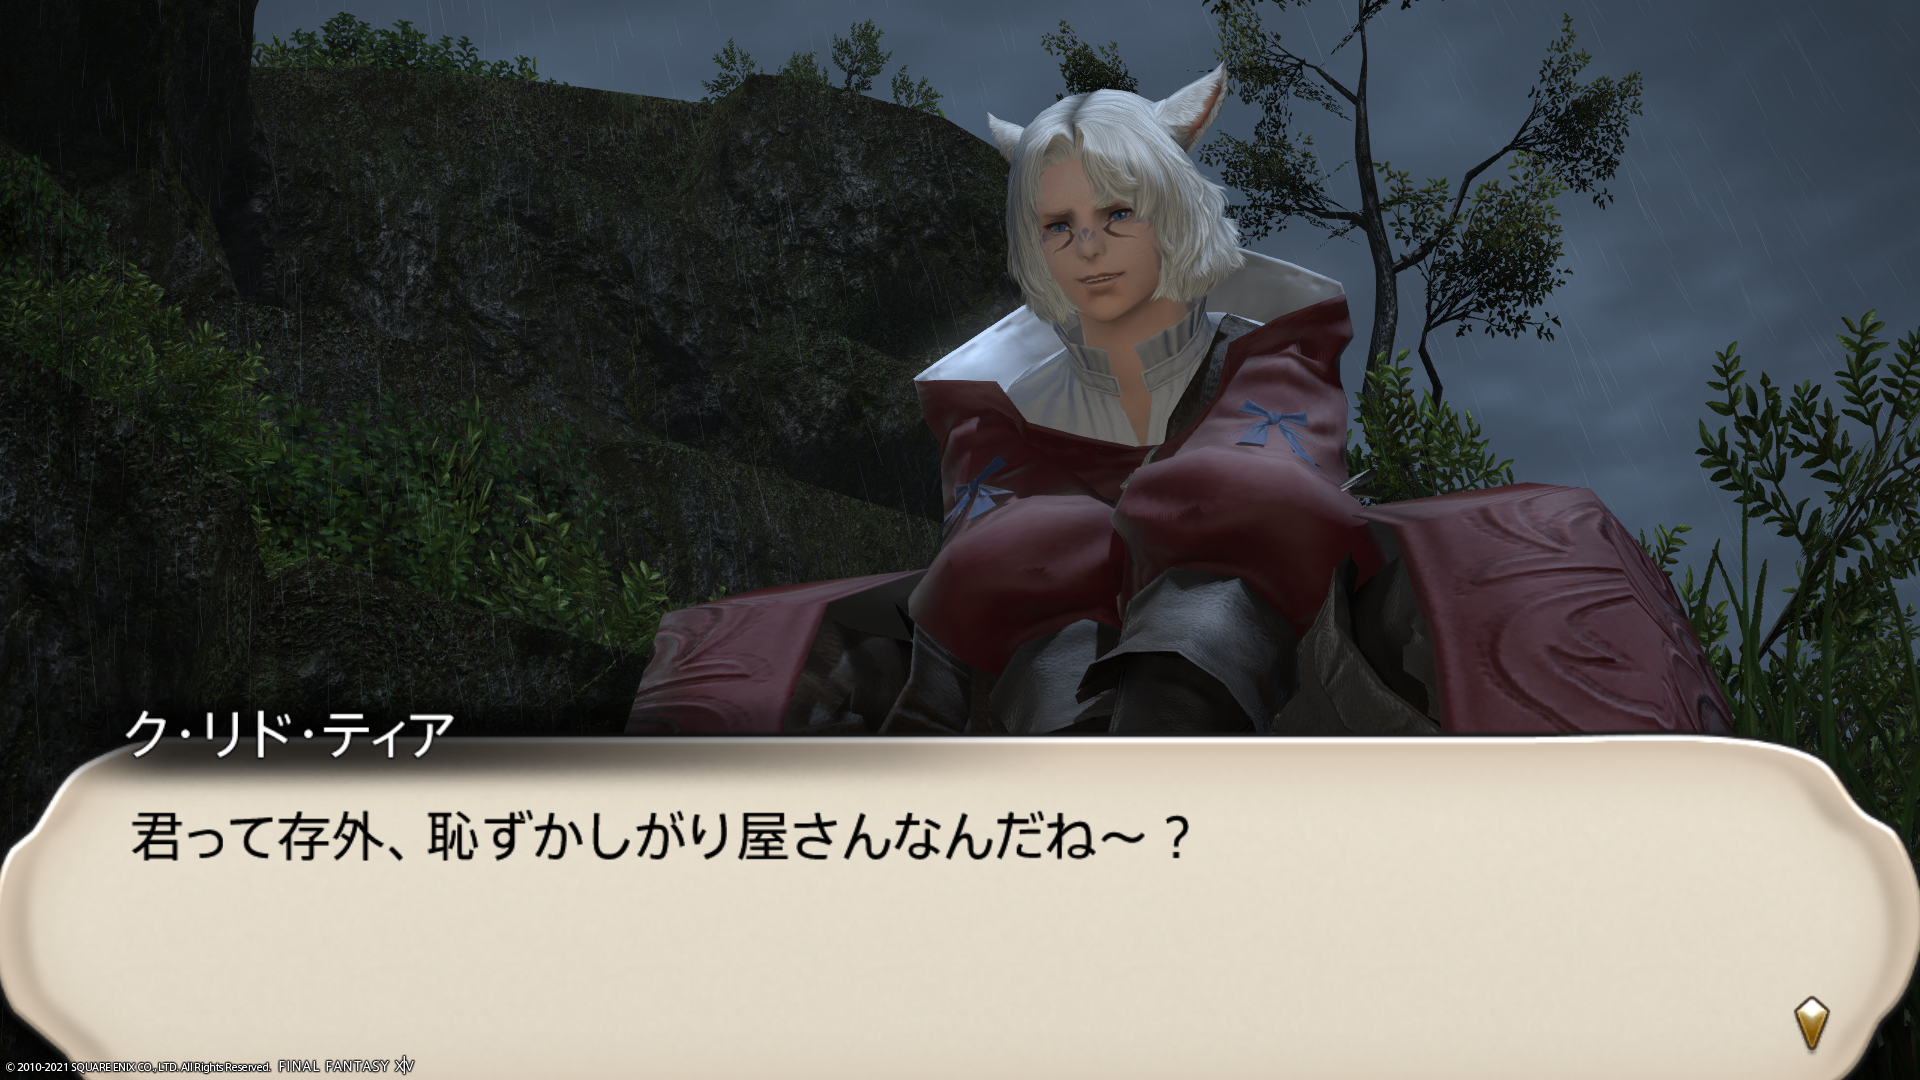 ク・リド・ティア
君って存外、恥ずかしがり屋さんなんだね～？
© 2010-2021 SQUARE ENIX CO., LTD. All Rights Reserved. FINAL FANTASY XIV